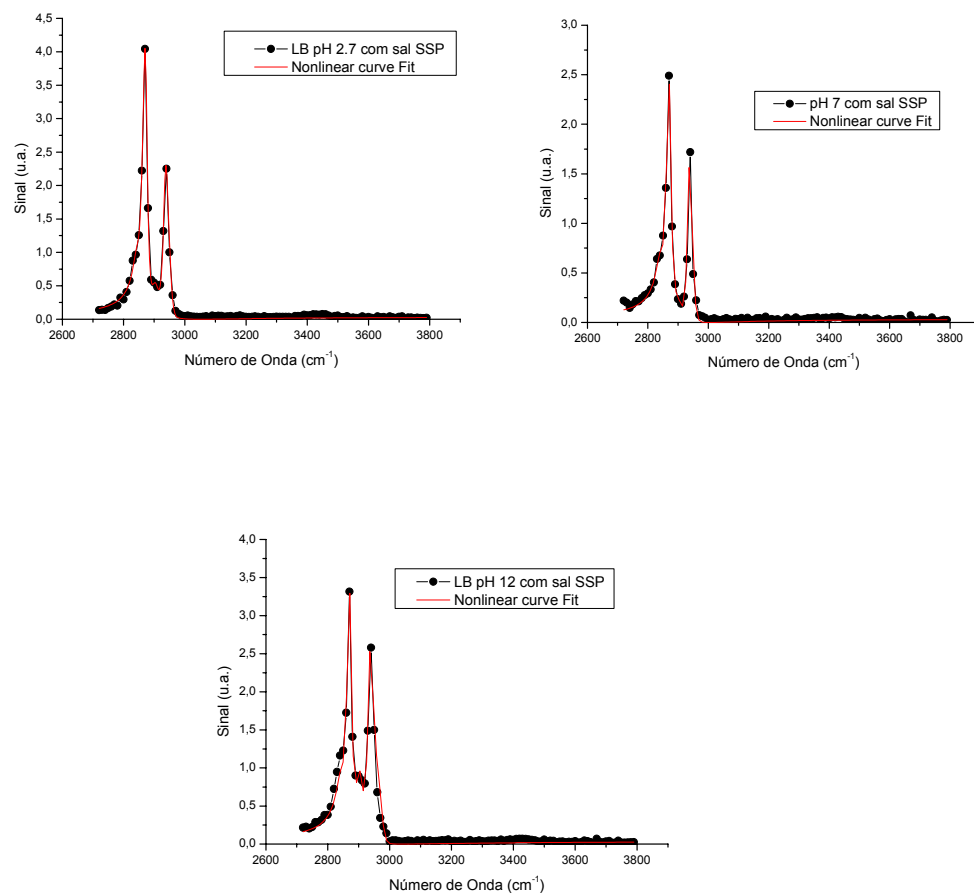 4,5
4,0
3,5
3,0
2,5
2,0
1,5
1,0
0,5
0,0
Sinal (u.a.)
LB pH 2.7 com sal SSP
Nonlinear curve Fit
2600 2800 3000 3200 3400 3600 3800
Número de Onda (cm⁻¹)
3,0
2,5
2,0
1,5
1,0
0,5
0,0
Sinal (u.a.)
pH 7 com sal SSP
Nonlinear curve Fit
2600 2800 3000 3200 3400 3600 3800
Número de Onda (cm⁻¹)
4,0
3,5
3,0
2,5
2,0
1,5
1,0
0,5
0,0
Sinal (u.a.)
LB pH 12 com sal SSP
Nonlinear curve Fit
2600 2800 3000 3200 3400 3600 3800
Número de Onda (cm⁻¹)